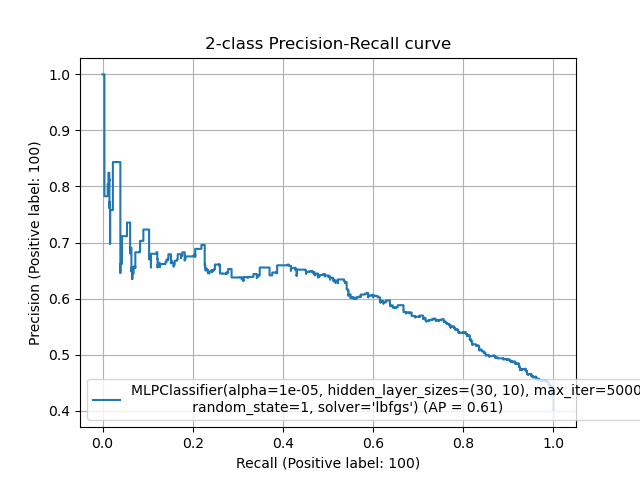 2-class Precision-Recall curve
Precision (Positive label: 100)
1.0
0.9
0.8
0.7
0.6
0.5
0.4
MLPClassifier(alpha=1e-05, hidden_layer_sizes=(30, 10), max_iter=5000
random_state=1, solver='lbfgs') (AP = 0.61)
0.0 0.2 0.4 0.6 0.8 1.0
Recall (Positive label: 100)